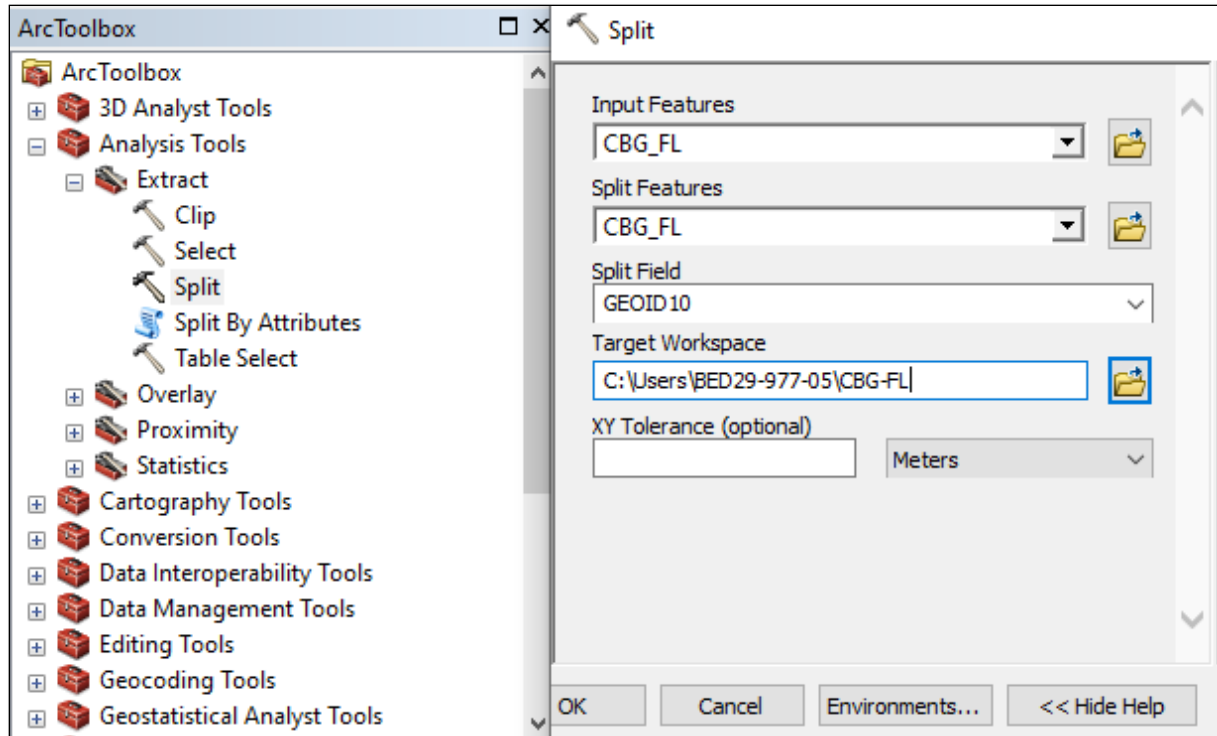 ArcToolbox
ArcToolbox
3D Analyst Tools
Analysis Tools
Extract
Clip
Select
Split
Split By Attributes
Table Select
Overlay
Proximity
Statistics
Cartography Tools
Conversion Tools
Data Interoperability Tools
Data Management Tools
Editing Tools
Geocoding Tools
Geostatistical Analyst Tools
Split
Input Features
CBG_FL
Split Features
CBG_FL
Split Field
GEOID10
Target Workspace
C:\Users\BED29-977-05\CBG-FL
XY Tolerance (optional)
Meters
OK Cancel Environments... << Hide Help